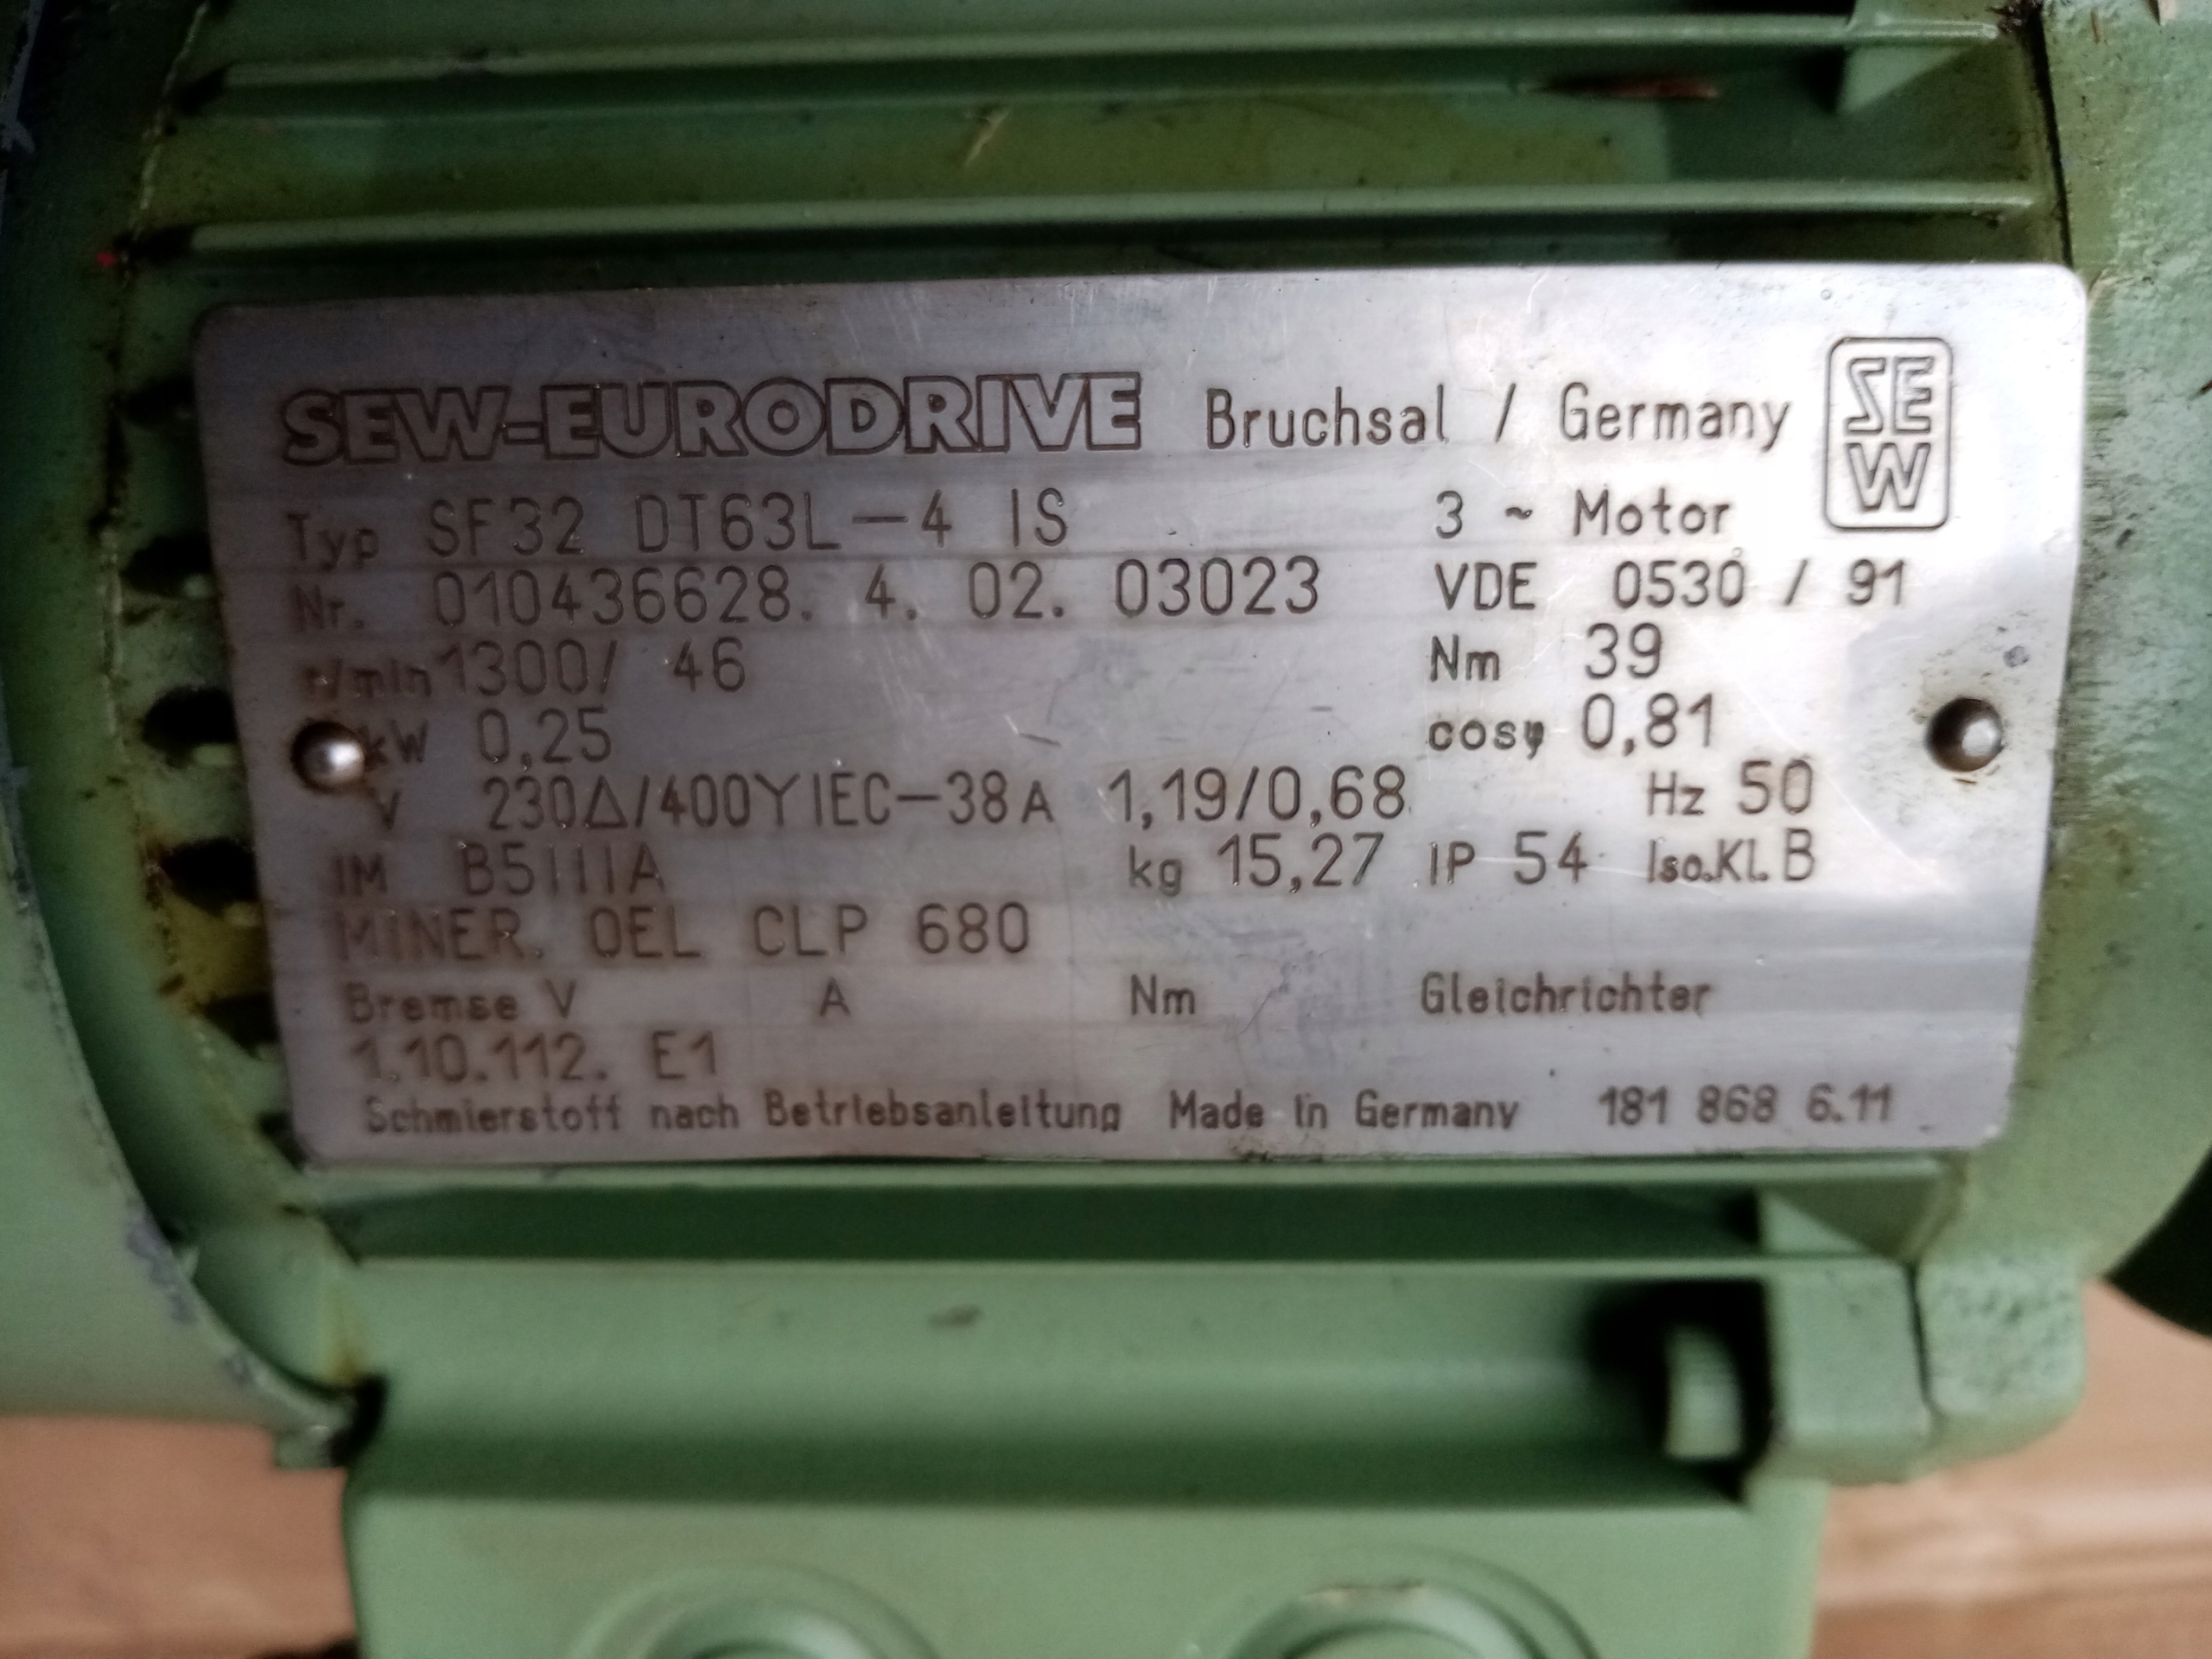 SEW-EURODRIVE Bruchsal / Germany SEW
Typ SF32 DT63L-4 IS 3 ~ Motor
Nr. 010436628. 4. 02. 03023 VDE 0530 / 91
r/min 1300/ 46 Nm 39
kW 0,25 cosφ 0,81
V 230Δ/400Y IEC-38 A 1,19/0,68 Hz 50
IM B5IIIA kg 15,27 IP 54 Iso.Kl. B
MINER. OEL CLP 680
Bremse V A Nm Gleichrichter
1.10.112. E1
Schmierstoff nach Betriebsanleitung Made in Germany 181 868 6.11